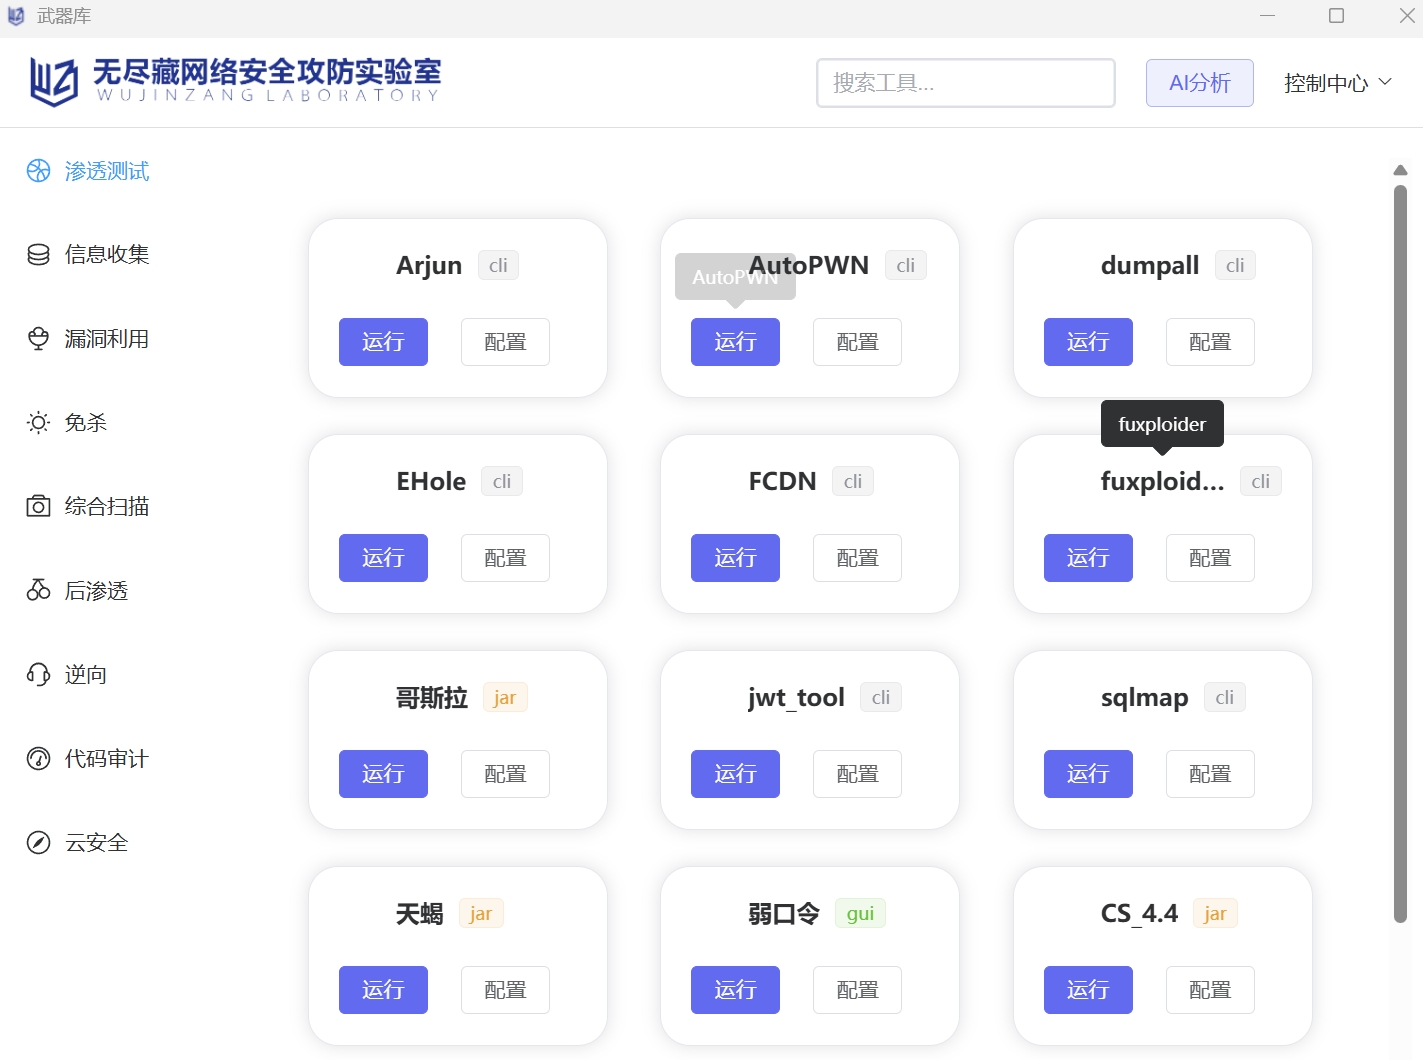 武器库
无尽藏网络安全攻防实验室
WUJINZANG LABORATORY
搜索工具...
AI分析
控制中心
渗透测试
信息收集
漏洞利用
免杀
综合扫描
后渗透
逆向
代码审计
云安全
Arjun cli
运行 配置
AutoPWN
AutoPWN cli
运行 配置
dumpall cli
运行 配置
EHole cli
运行 配置
FCDN cli
运行 配置
fuxploider
fuxploid... cli
运行 配置
哥斯拉 jar
运行 配置
jwt_tool cli
运行 配置
sqlmap cli
运行 配置
天蝎 jar
运行 配置
弱口令 gui
运行 配置
CS_4.4 jar
运行 配置